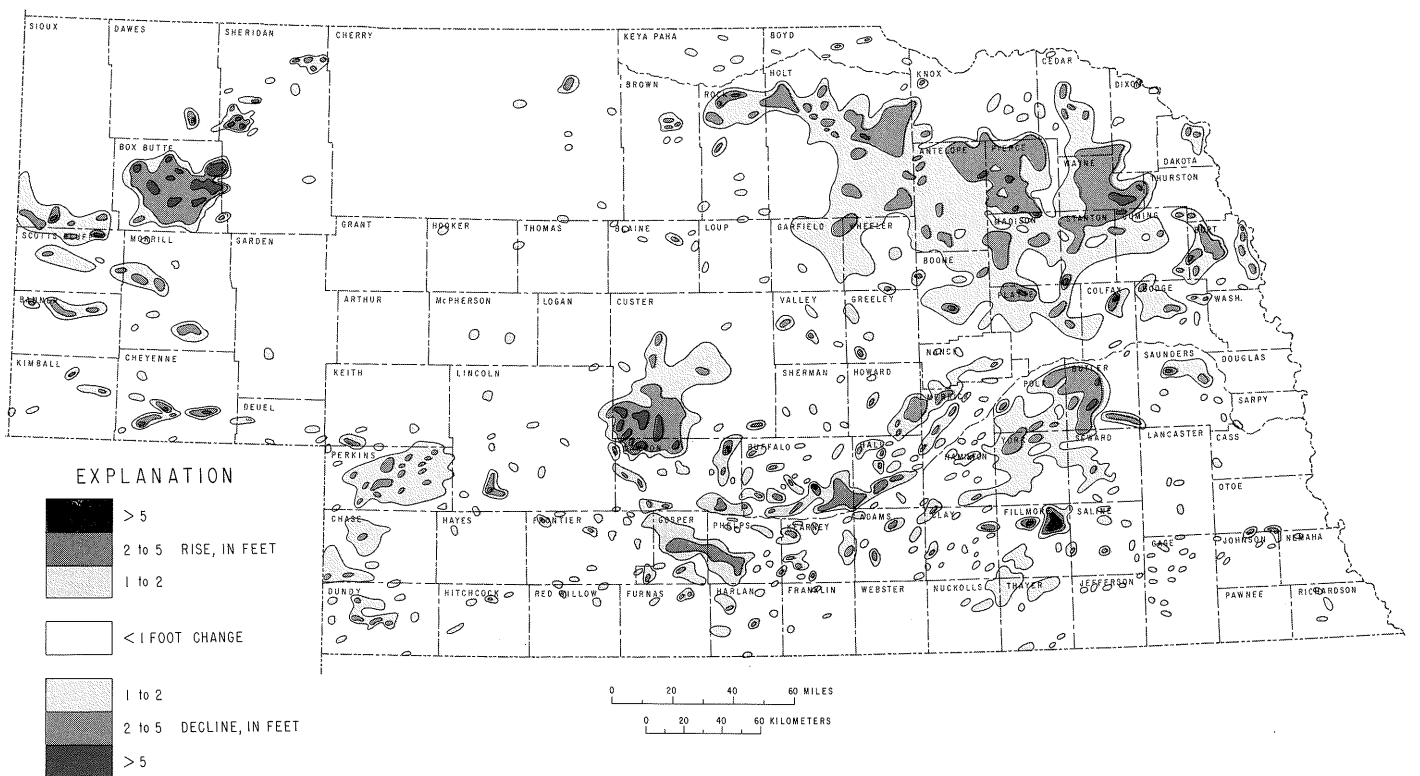 SIOUX
DAWES
SHERIDAN
CHERRY
KEYA PAHA
BOYD
BROWN
ROCK
HOLT
KNOX
CEDAR
DIXON
BOX BUTTE
ANTELOPE
PIERCE
WAYNE
DAKOTA
THURSTON
SCOTTS BLUFF
MORRILL
GARDEN
GRANT
HOOKER
THOMAS
BLAINE
LOUP
GARFIELD
WHEELER
MADISON
STANTON
CUMING
BURT
BOONE
BANNER
ARTHUR
McPHERSON
LOGAN
CUSTER
VALLEY
GREELEY
PLATTE
COLFAX
DODGE
WASH.
KIMBALL
CHEYENNE
DEUEL
KEITH
LINCOLN
SHERMAN
HOWARD
NANCE
MERRICK
POLK
BUTLER
SAUNDERS
DOUGLAS
SARPY
PERKINS
DAWSON
BUFFALO
HALL
HAMILTON
YORK
SEWARD
LANCASTER
CASS
OTOE
CHASE
HAYES
FRONTIER
GOSPER
PHELPS
KEARNEY
ADAMS
CLAY
FILLMORE
SALINE
GAGE
JOHNSON
NEMAHA
DUNDY
HITCHCOCK
RED WILLOW
FURNAS
HARLAN
FRANKLIN
WEBSTER
NUCKOLLS
THAYER
JEFFERSON
PAWNEE
RICHARDSON
EXPLANATION
> 5
2 to 5 RISE, IN FEET
1 to 2
< 1 FOOT CHANGE
1 to 2
2 to 5 DECLINE, IN FEET
> 5
0 20 40 60 MILES
0 20 40 60 KILOMETERS